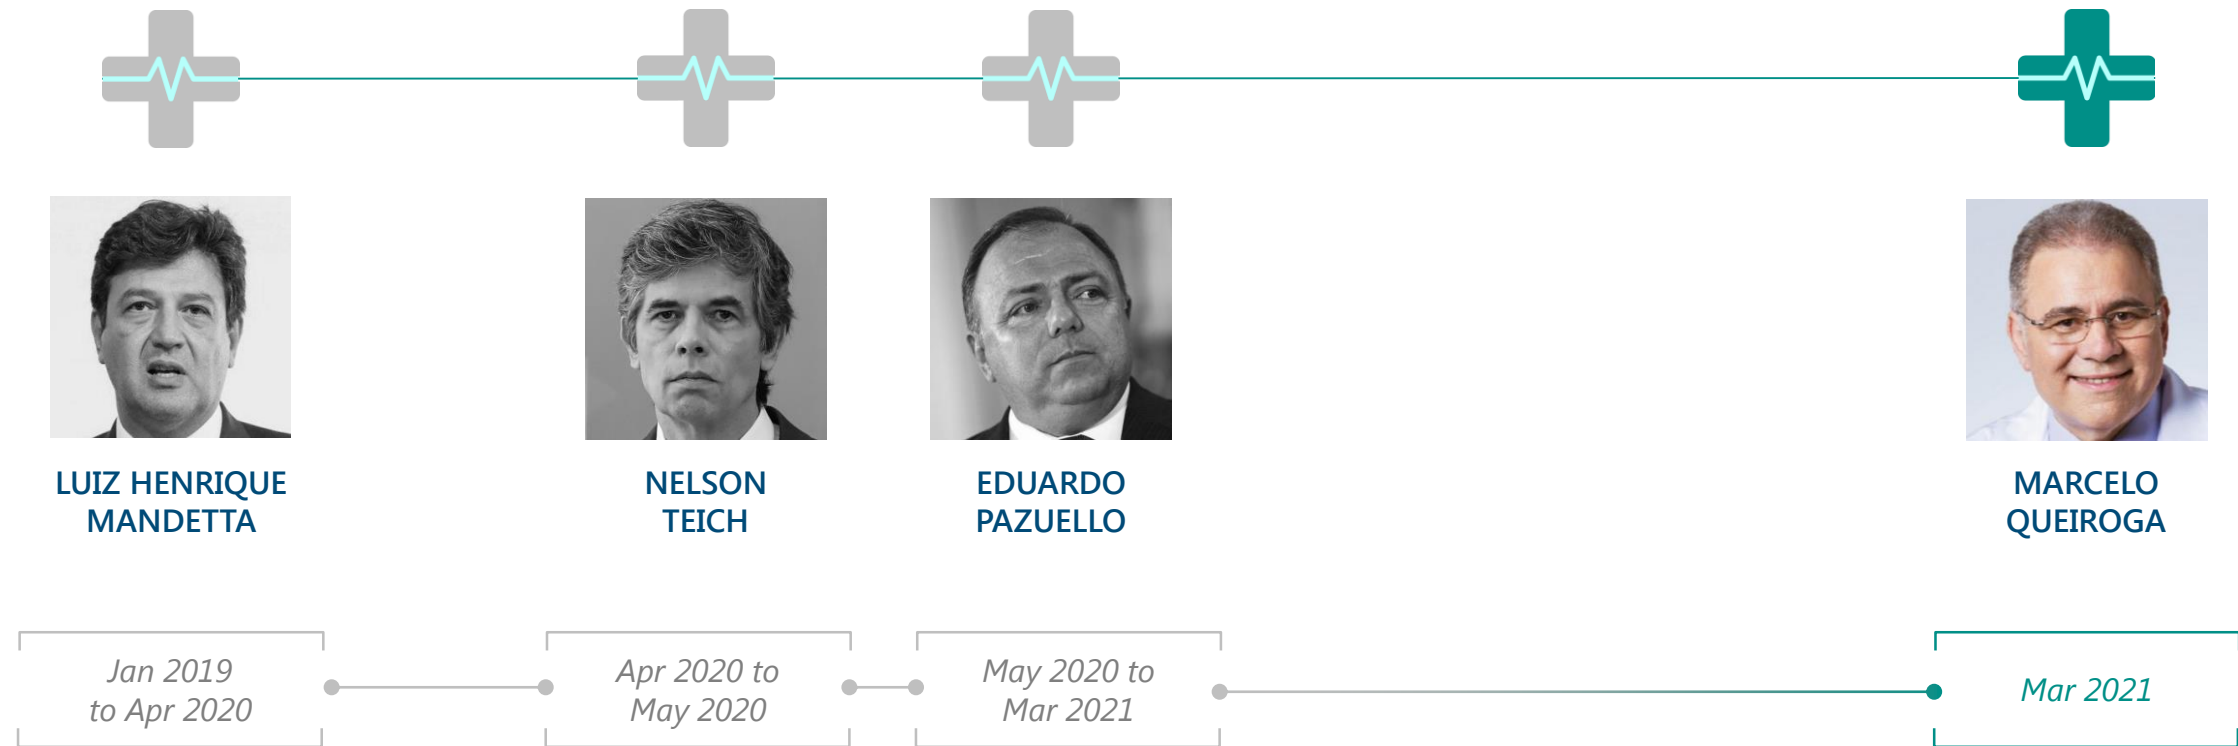 LUIZ HENRIQUE
MANDETTA
NELSON
TEICH
EDUARDO
PAZUELLO
MARCELO
QUEIROGA
Jan 2019
to Apr 2020
Apr 2020 to
May 2020
May 2020 to
Mar 2021
Mar 2021